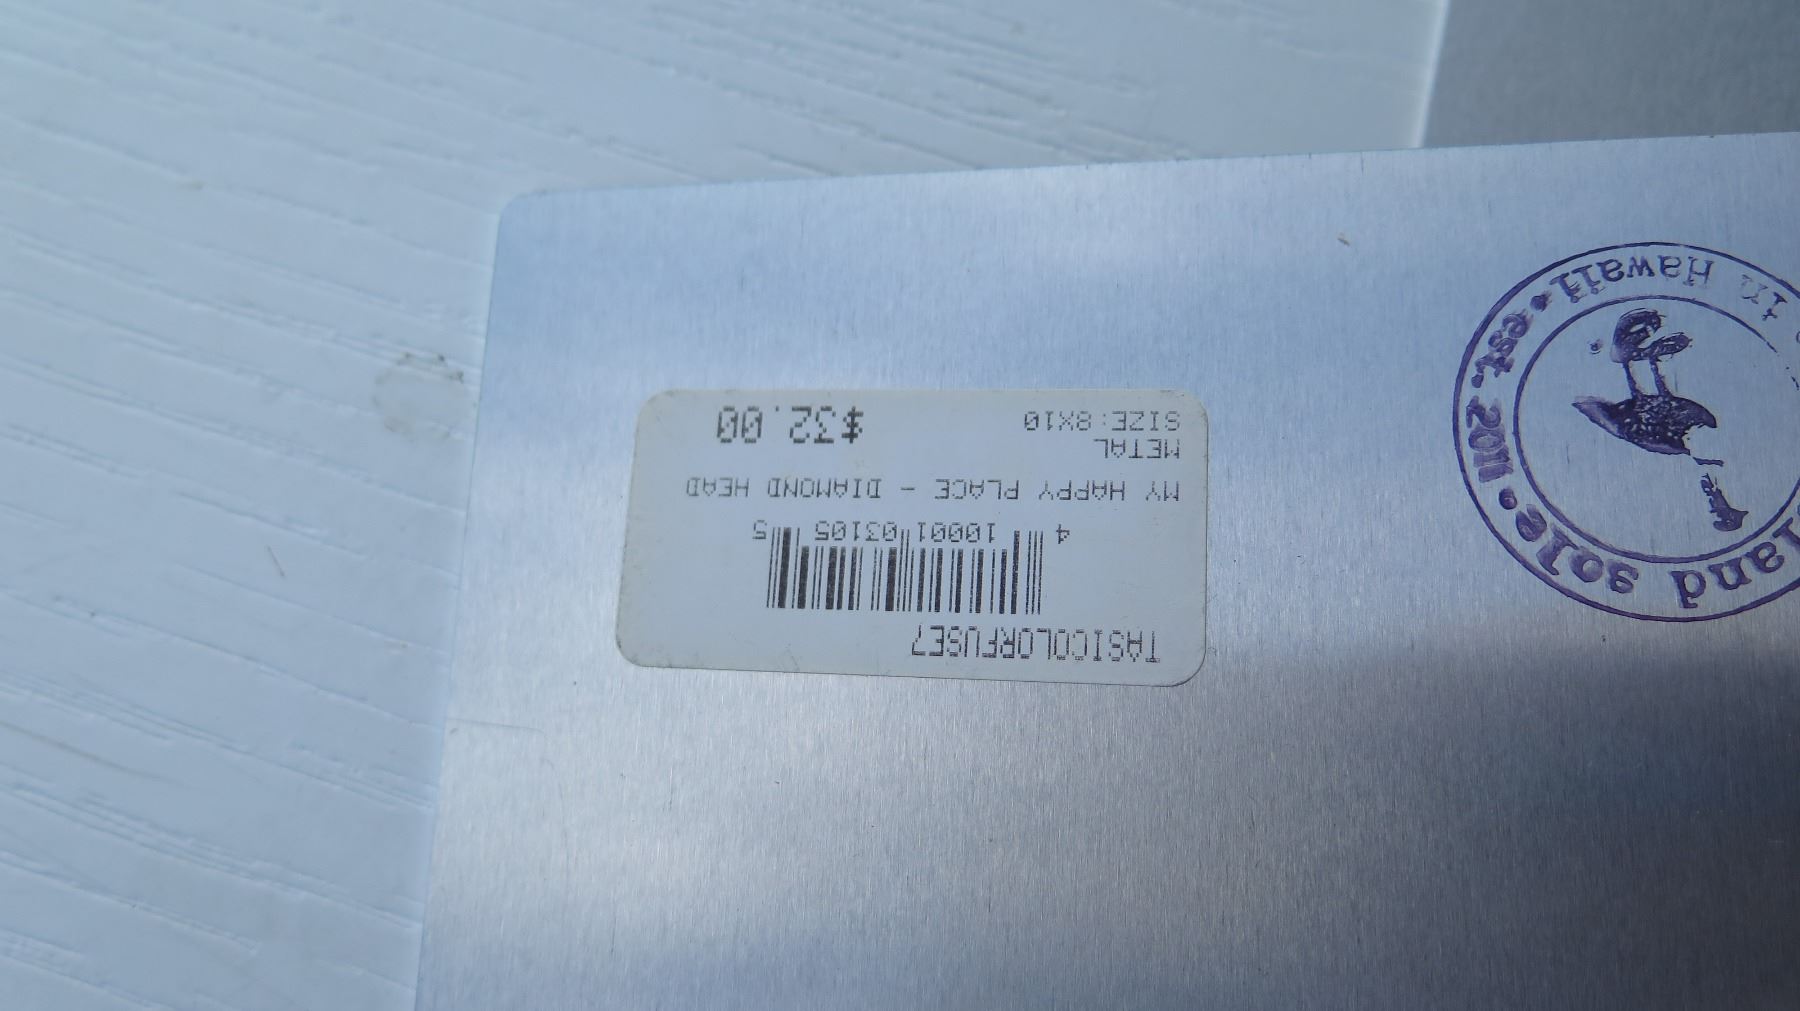 TASICOLORFUSE7
4 10001 03105 5
MY HAPPY PLACE - DIAMOND HEAD
METAL
SIZE:8X10 $32.00
land sole • est. 2011 •
in Hawaii